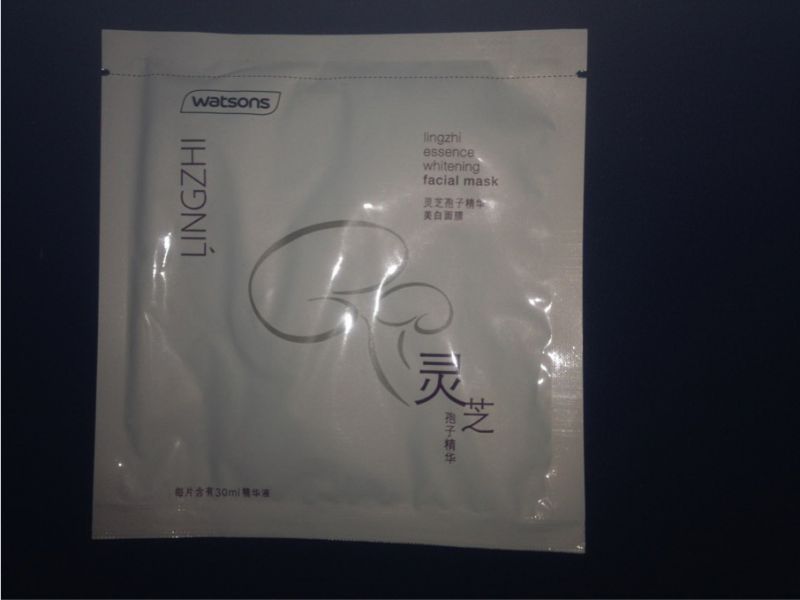 watsons
LINGZHI
lingzhi
essence
whitening
facial mask
灵芝孢子精华
美白面膜
灵芝
孢子精华
每片含有30ml精华液